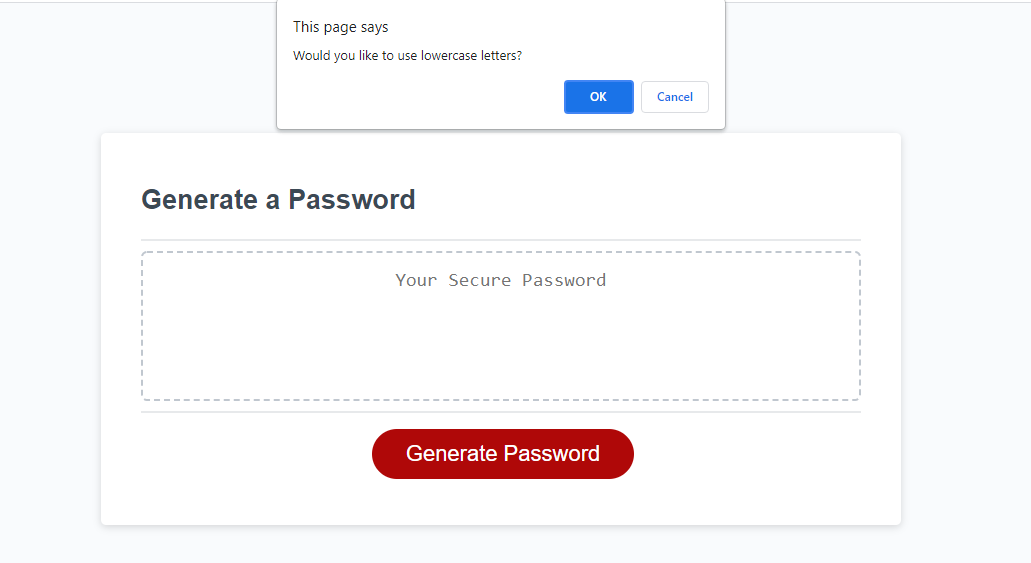 This page says
Would you like to use lowercase letters?
OK
Cancel
Generate a Password
Your Secure Password
Generate Password